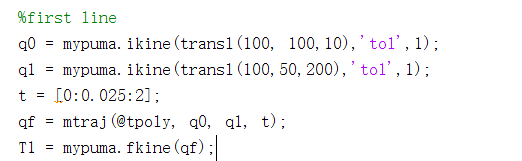 %first line
q0 = mypuma.ikine(transl(100, 100,10),'tol',1);
q1 = mypuma.ikine(transl(100,50,200),'tol',1);
t = [0:0.025:2];
qf = mtraj(@tpoly, q0, q1, t);
T1 = mypuma.fkine(qf);